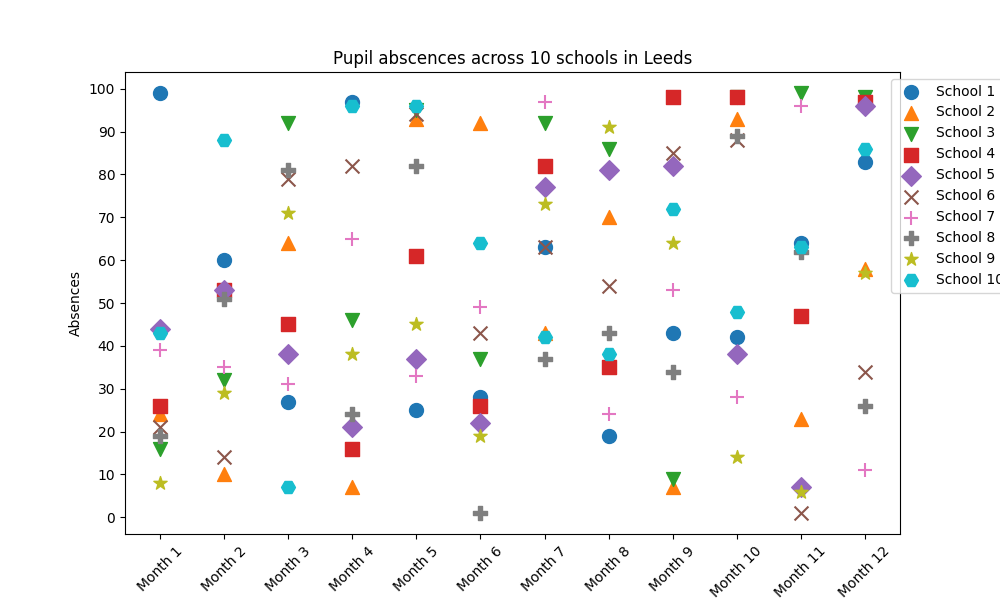 Pupil abscences across 10 schools in Leeds
100
90
80
70
60
50
40
30
20
10
0
Absences
Month 1
Month 2
Month 3
Month 4
Month 5
Month 6
Month 7
Month 8
Month 9
Month 10
Month 11
Month 12
School 1
School 2
School 3
School 4
School 5
School 6
School 7
School 8
School 9
School 10